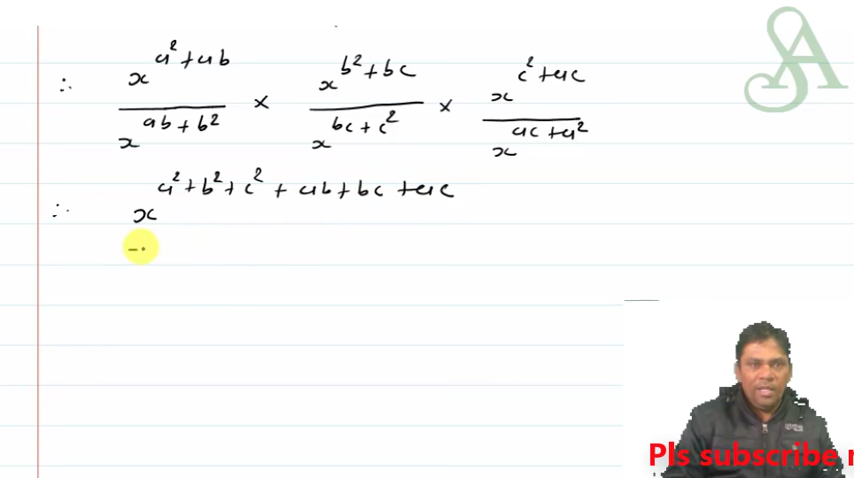 ∴ x^(a²+ab) / x^(ab+b²) × x^(b²+bc) / x^(bc+c²) × x^(c²+ac) / x^(ac+a²)
∴ x^(a²+b²+c²+ab+bc+ac)
SA
Pls subscribe